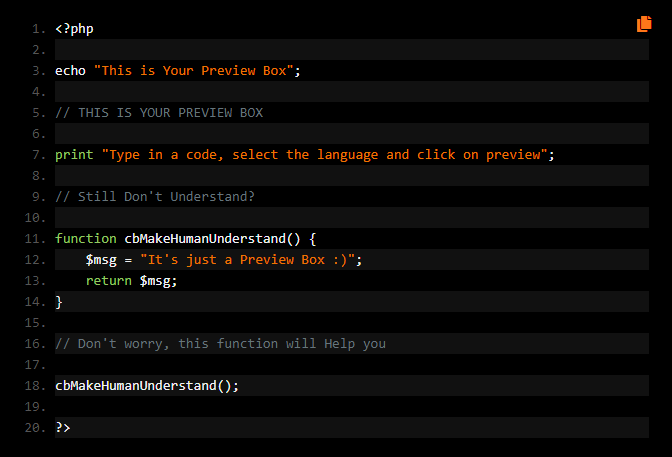 1. <?php
2.
3. echo "This is Your Preview Box";
4.
5. // THIS IS YOUR PREVIEW BOX
6.
7. print "Type in a code, select the language and click on preview";
8.
9. // Still Don't Understand?
10.
11. function cbMakeHumanUnderstand() {
12.     $msg = "It's just a Preview Box :)";
13.     return $msg;
14. }
15.
16. // Don't worry, this function will Help you
17.
18. cbMakeHumanUnderstand();
19.
20. ?>